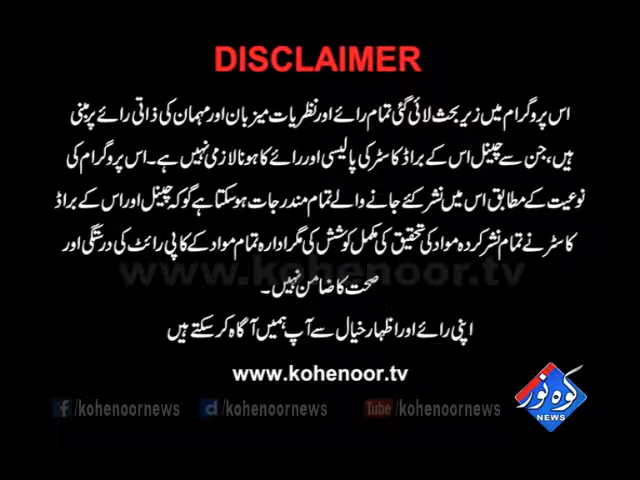 DISCLAIMER
اس پروگرام میں زیر بحث لائی گئی تمام رائے اور نظریات میزبان اور مہمان کی ذاتی رائے پر مبنی
ہیں، جن سے چینل اس کے براڈ کاسٹر کی پالیسی اور رائے کا ہونا لازمی نہیں ہے۔ اس پروگرام کی
نوعیت کے مطابق اس میں نشر کئے جانے والے تمام مندرجات ہو سکتا ہے گو کہ چینل اور اس کے براڈ
کاسٹر نے تمام نشر کردہ مواد کی تحقیق کی مکمل کوشش کی مگر ادارہ تمام مواد کے کاپی رائٹ کی درستگی اور
www.kohenoor.tv
صحت کا ضامن نہیں۔
اپنی رائے اور اظہار خیال سے آپ ہمیں آگاہ کر سکتے ہیں
www.kohenoor.tv
f /kohenoornews d /kohenoornews Tube /kohenoornews
کوہ نور
NEWS